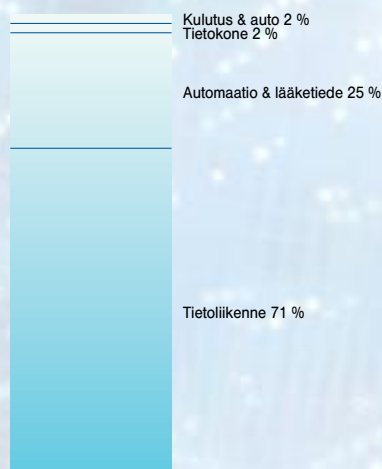 Kulutus & auto 2 %
Tietokone 2 %
Automaatio & lääketiede 25 %
Tietoliikenne 71 %